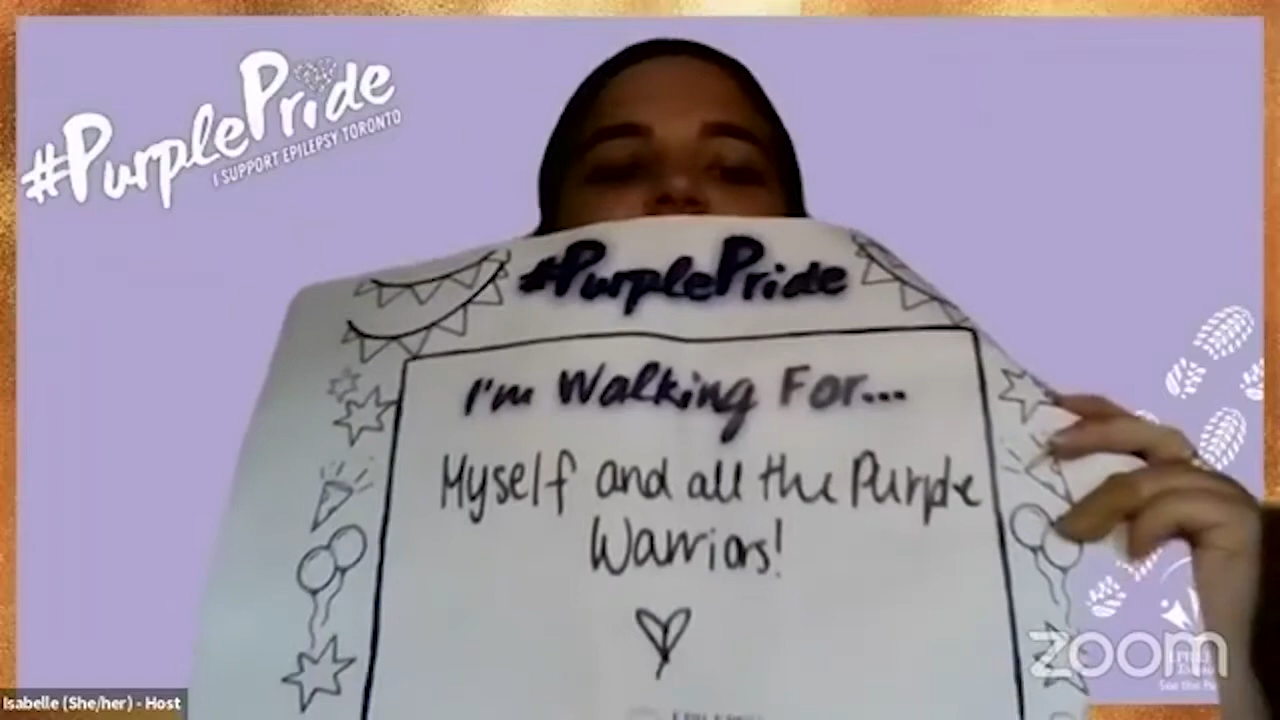 #PurplePride
I SUPPORT EPILEPSY TORONTO
#PurplePride
I'm Walking For...
Myself and all the Purple
Warriors!
zoom
Isabelle (She/her) - Host